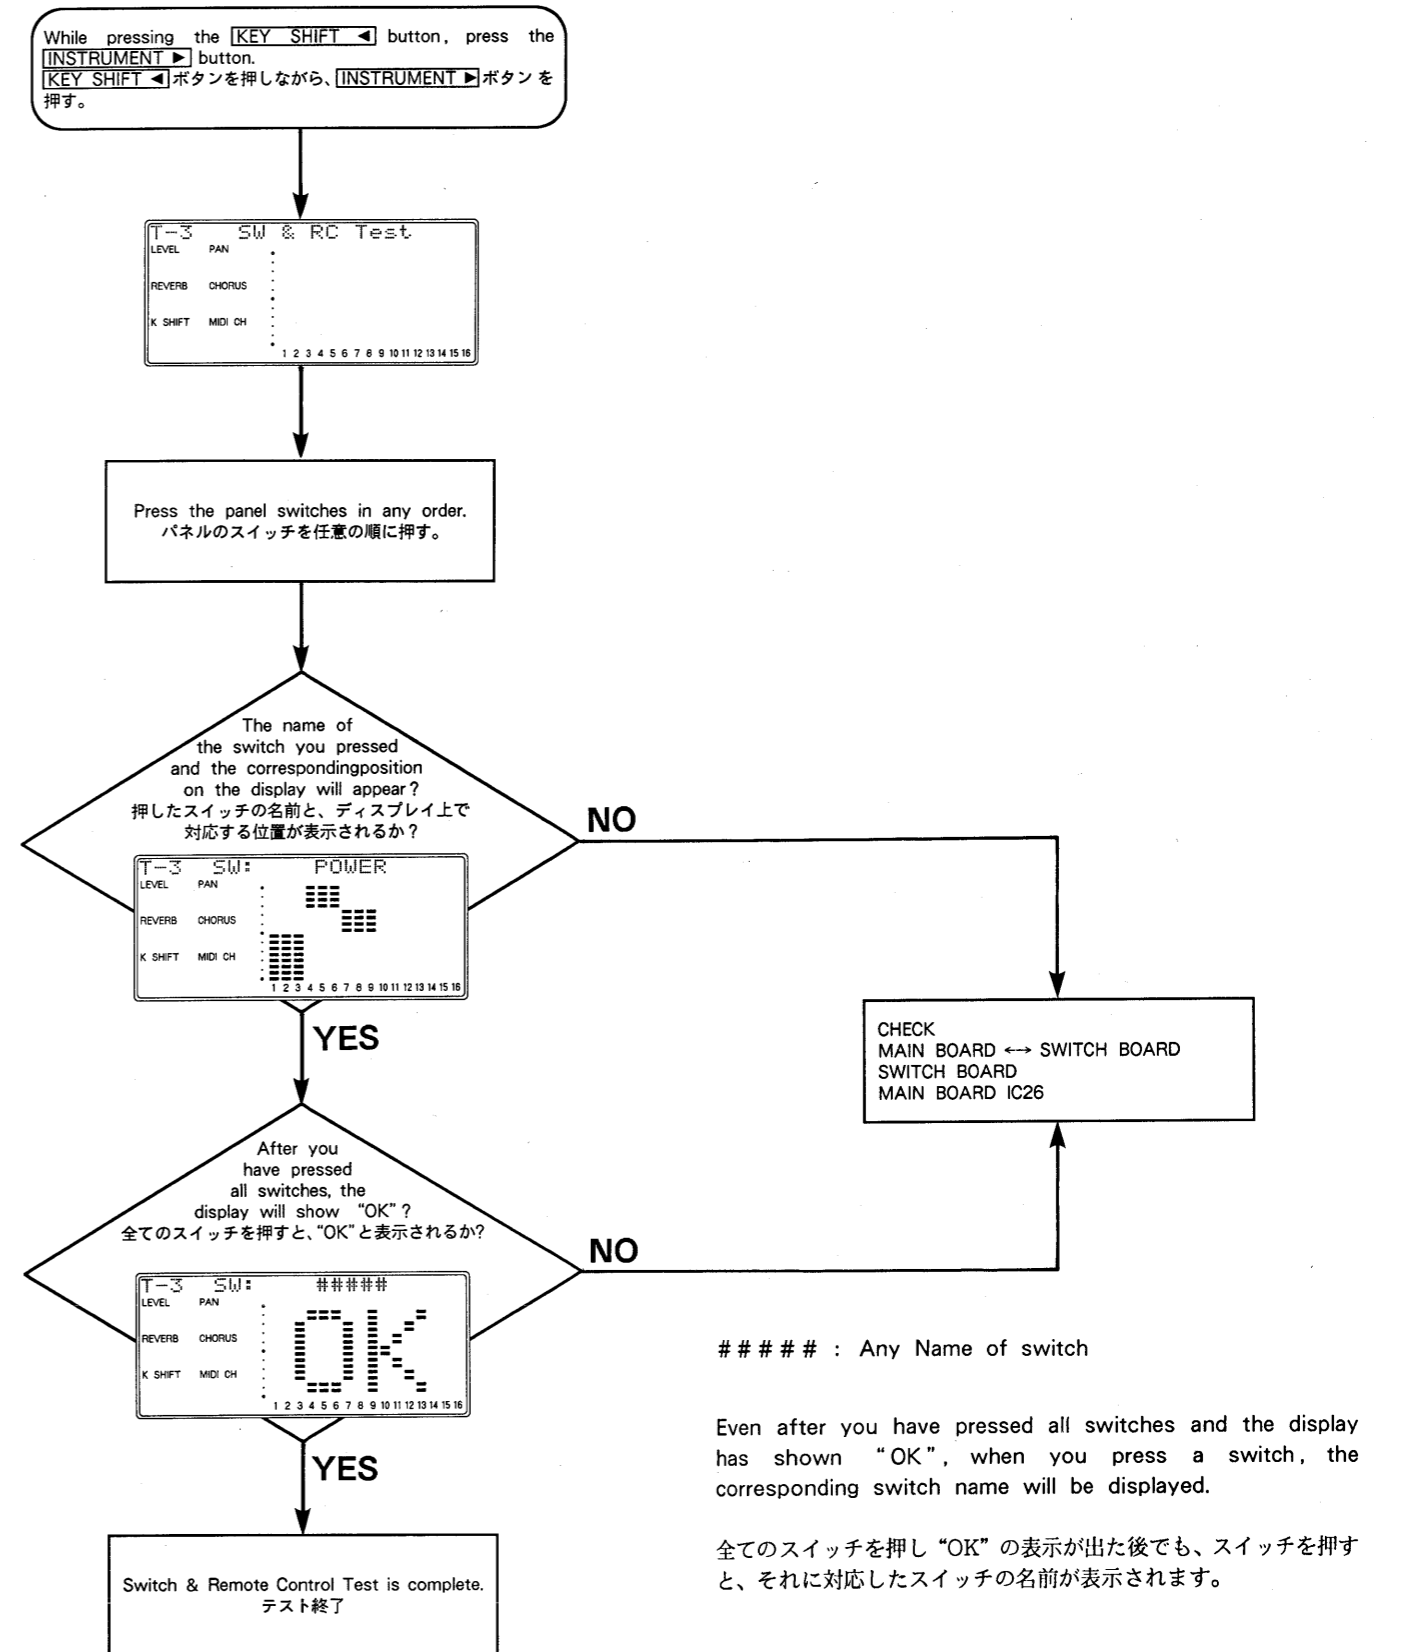 While pressing the KEY SHIFT ◀ button, press the
INSTRUMENT ▶ button.
KEY SHIFT ◀ボタンを押しながら、INSTRUMENT ▶ボタンを
押す。
T-3 SW & RC Test
LEVEL PAN
REVERB CHORUS
K SHIFT MIDI CH
1 2 3 4 5 6 7 8 9 10 11 12 13 14 15 16
Press the panel switches in any order.
パネルのスイッチを任意の順に押す。
The name of
the switch you pressed
and the correspondingposition
on the display will appear?
押したスイッチの名前と、ディスプレイ上で
対応する位置が表示されるか?
NO
T-3 SW: POWER
LEVEL PAN
REVERB CHORUS
K SHIFT MIDI CH
1 2 3 4 5 6 7 8 9 10 11 12 13 14 15 16
YES
CHECK
MAIN BOARD ←→ SWITCH BOARD
SWITCH BOARD
MAIN BOARD IC26
After you
have pressed
all switches, the
display will show "OK"?
全てのスイッチを押すと、"OK"と表示されるか?
NO
T-3 SW: #####
LEVEL PAN
REVERB CHORUS
K SHIFT MIDI CH
OK
1 2 3 4 5 6 7 8 9 10 11 12 13 14 15 16
YES
Switch & Remote Control Test is complete.
テスト終了
##### : Any Name of switch
Even after you have pressed all switches and the display
has shown "OK", when you press a switch, the
corresponding switch name will be displayed.
全てのスイッチを押し "OK" の表示が出た後でも、スイッチを押す
と、それに対応したスイッチの名前が表示されます。